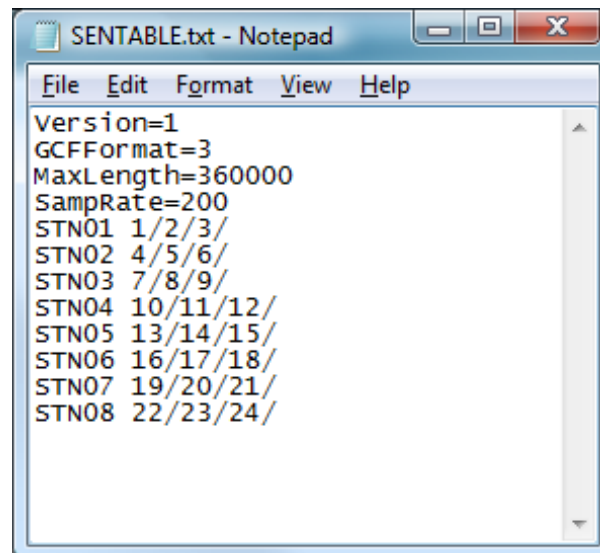 SENTABLE.txt - Notepad
File Edit Format View Help
Version=1
GCFFormat=3
MaxLength=360000
SampRate=200
STN01 1/2/3/
STN02 4/5/6/
STN03 7/8/9/
STN04 10/11/12/
STN05 13/14/15/
STN06 16/17/18/
STN07 19/20/21/
STN08 22/23/24/